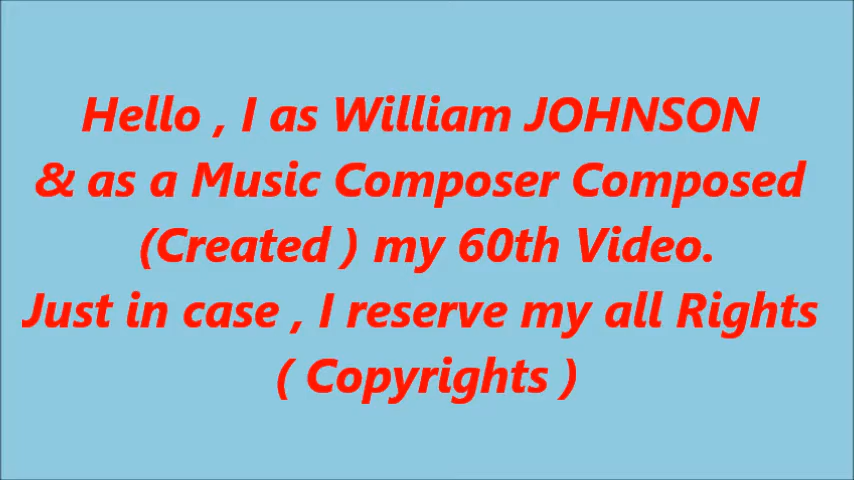 Hello , I as William JOHNSON
& as a Music Composer Composed
(Created ) my 60th Video.
Just in case , I reserve my all Rights
( Copyrights )